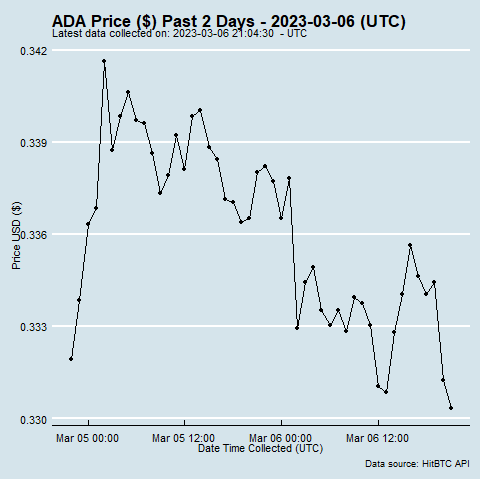 ADA Price ($) Past 2 Days - 2023-03-06 (UTC)
Latest data collected on: 2023-03-06 21:04:30 - UTC
0.342
0.339
0.336
0.333
0.330
Price USD ($)
Mar 05 00:00 Mar 05 12:00 Mar 06 00:00 Mar 06 12:00
Date Time Collected (UTC)
Data source: HitBTC API